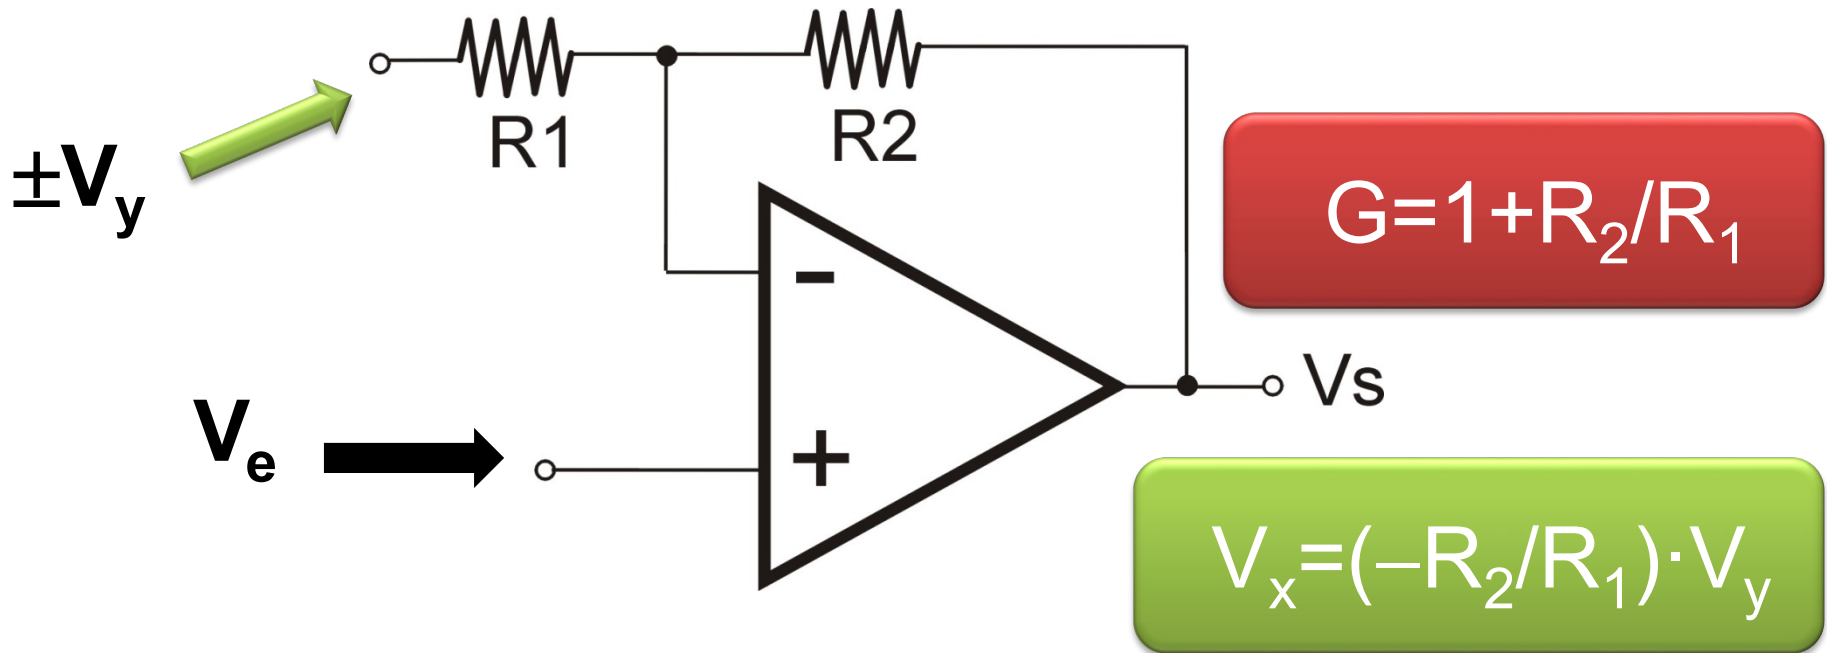 R1
R2
±Vy
G=1+R2/R1
-
Vs
Ve
+
Vx=(–R2/R1)·Vy